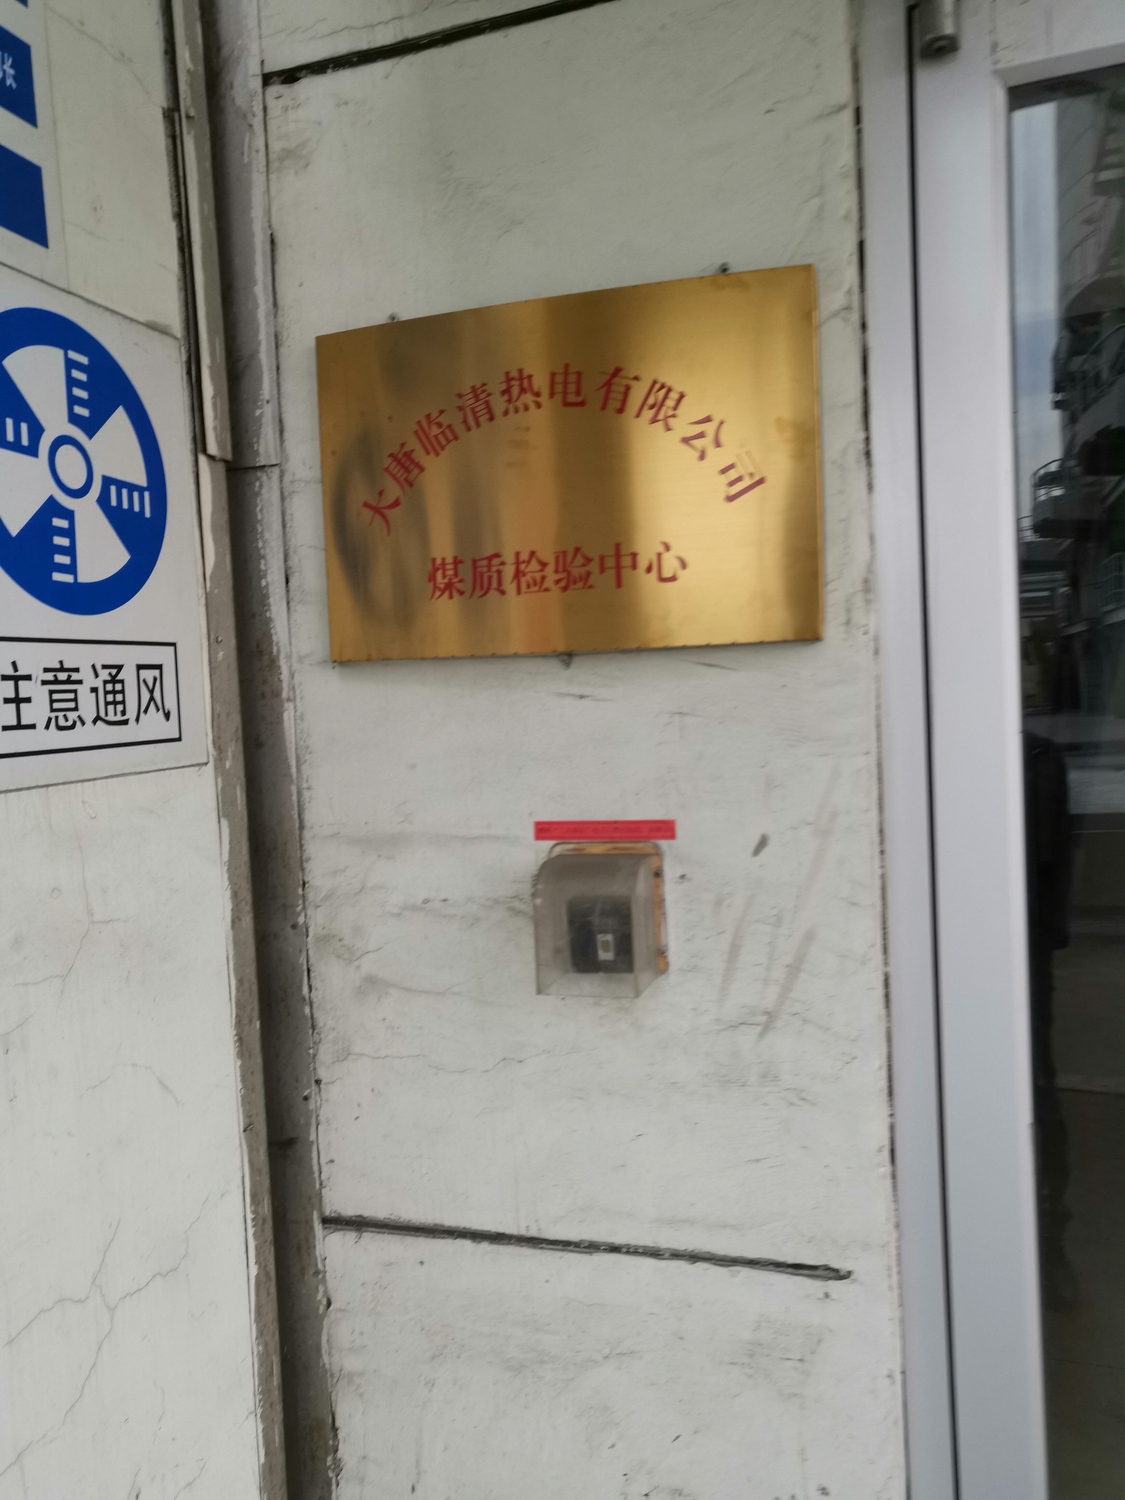 长
大唐临清热电有限公司
煤质检验中心
注意通风